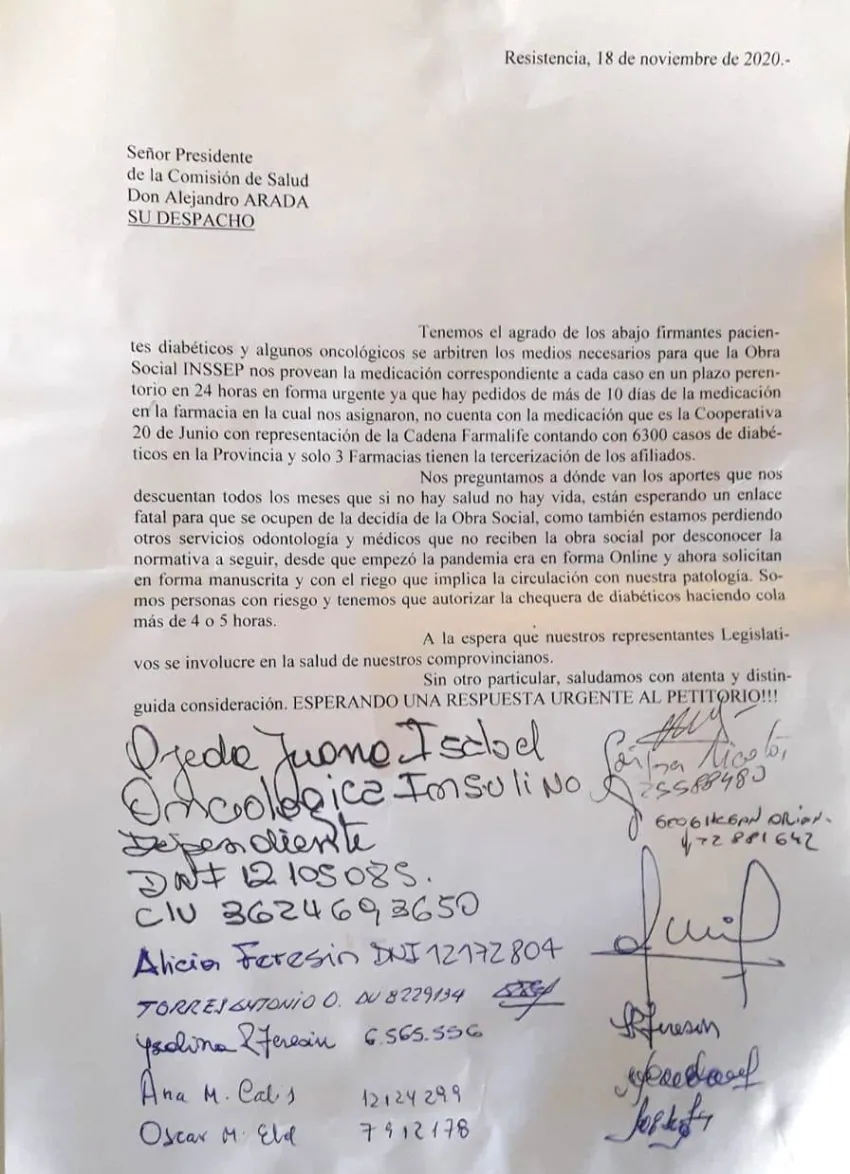 Resistencia, 18 de noviembre de 2020.-
Señor Presidente
de la Comisión de Salud
Don Alejandro ARADA
SU DESPACHO
Tenemos el agrado de los abajo firmantes pacien-
tes diabéticos y algunos oncológicos se arbitren los medios necesarios para que la Obra
Social INSSEP nos provean la medicación correspondiente a cada caso en un plazo peren-
torio en 24 horas en forma urgente ya que hay pedidos de más de 10 días de la medicación
en la farmacia en la cual nos asignaron, no cuenta con la medicación que es la Cooperativa
20 de Junio con representación de la Cadena Farmalife contando con 6300 casos de diabé-
ticos en la Provincia y solo 3 Farmacias tienen la tercerización de los afiliados.
Nos preguntamos a dónde van los aportes que nos
descuentan todos los meses que si no hay salud no hay vida, están esperando un enlace
fatal para que se ocupen de la decidía de la Obra Social, como también estamos perdiendo
otros servicios odontología y médicos que no reciben la obra social por desconocer la
normativa a seguir, desde que empezó la pandemia era en forma Online y ahora solicitan
en forma manuscrita y con el riego que implica la circulación con nuestra patología. So-
mos personas con riesgo y tenemos que autorizar la chequera de diabéticos haciendo cola
más de 4 o 5 horas.
A la espera que nuestros representantes Legislati-
vos se involucre en la salud de nuestros comprovincianos.
Sin otro particular, saludamos con atenta y distin-
guida consideración. ESPERANDO UNA RESPUESTA URGENTE AL PETITORIO!!!
Ojeda Juana Isabel
Oncologica Insulino
Dependiente
DNI 12105085.
C/U 3624693650
25588480
Alicia Feresin DNI 12172804
TORRES ANTONIO O. DU 8229134
Feresin 6.565.556
Ana M. 12124299
Oscar M. 7912178